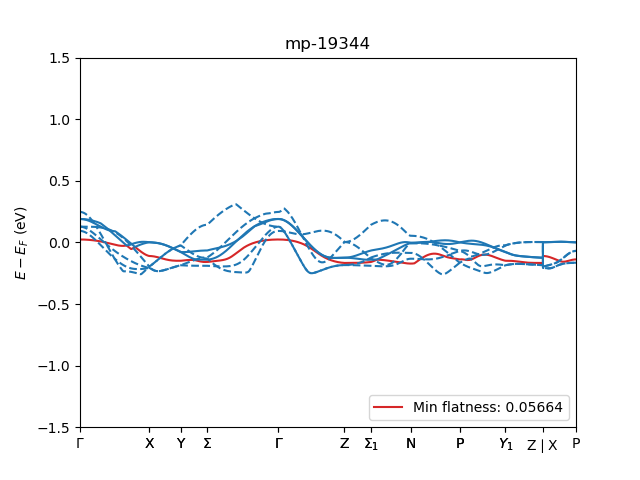 mp-19344
1.5
1.0
0.5
0.0
−0.5
−1.0
−1.5
E − E_F (eV)
Min flatness: 0.05664
Γ X Y Σ Γ Z Σ₁ N P Y₁ Z | X P